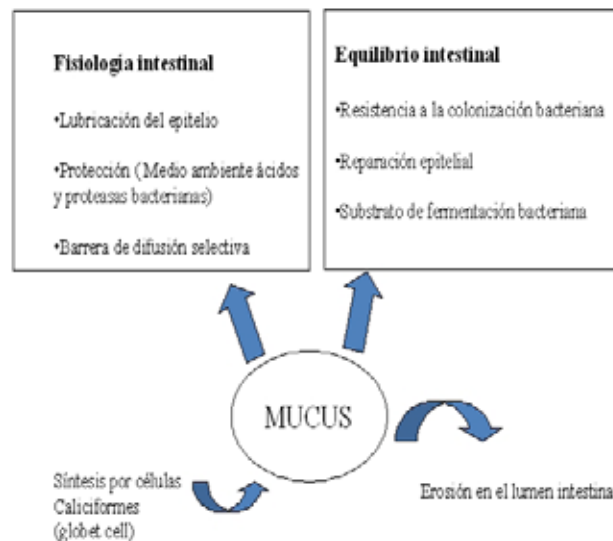 Fisiología intestinal
•Lubricación del epitelio
•Protección ( Medio ambiente ácidos
y proteasas bacterianas)
•Barrera de difusión selectiva
Equilibrio intestinal
•Resistencia a la colonización bacteriana
•Reparación epitelial
•Substrato de fermentación bacteriana
MUCUS
Síntesis por células
Caliciformes
(globet cell)
Erosión en el lumen intestina